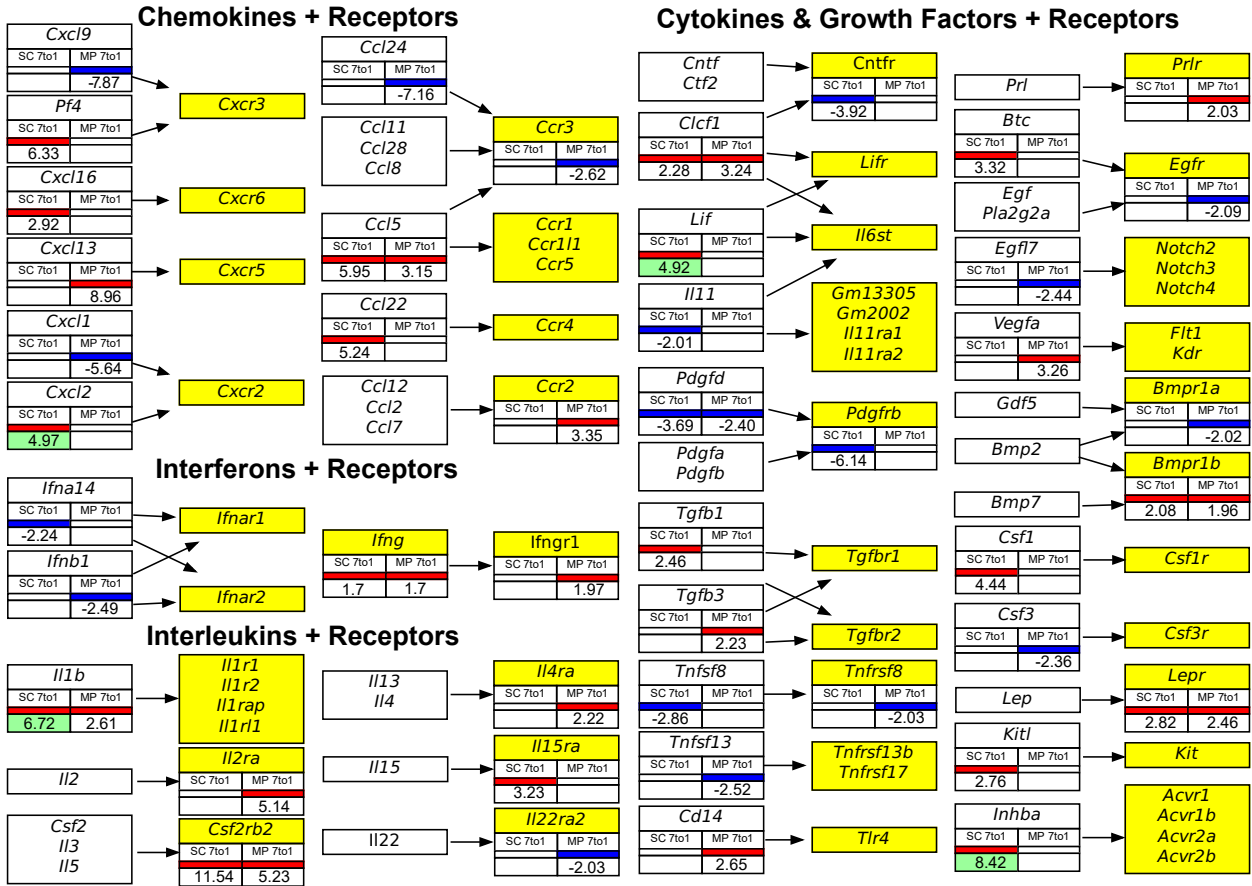 Chemokines + Receptors
Cxcl9
SC 7to1 MP 7to1
-7.87
Pf4
SC 7to1 MP 7to1
6.33
Cxcr3
Cxcl16
SC 7to1 MP 7to1
2.92
Cxcr6
Cxcl13
SC 7to1 MP 7to1
8.96
Cxcr5
Cxcl1
SC 7to1 MP 7to1
-5.64
Cxcl2
SC 7to1 MP 7to1
4.97
Cxcr2
Ccl24
SC 7to1 MP 7to1
-7.16
Ccl11
Ccl28
Ccl8
Ccr3
SC 7to1 MP 7to1
-2.62
Ccl5
SC 7to1 MP 7to1
5.95 3.15
Ccr1
Ccr1l1
Ccr5
Ccl22
SC 7to1 MP 7to1
5.24
Ccr4
Ccl12
Ccl2
Ccl7
Ccr2
SC 7to1 MP 7to1
3.35
Interferons + Receptors
Ifna14
SC 7to1 MP 7to1
-2.24
Ifnar1
Ifnb1
SC 7to1 MP 7to1
-2.49
Ifnar2
Ifng
SC 7to1 MP 7to1
1.7 1.7
Ifngr1
SC 7to1 MP 7to1
1.97
Interleukins + Receptors
Il1b
SC 7to1 MP 7to1
6.72 2.61
Il1r1
Il1r2
Il1rap
Il1rl1
Il2
Il2ra
SC 7to1 MP 7to1
5.14
Csf2
Il3
Il5
Csf2rb2
SC 7to1 MP 7to1
11.54 5.23
Il13
Il4
Il4ra
SC 7to1 MP 7to1
2.22
Il15
Il15ra
SC 7to1 MP 7to1
3.23
Il22
Il22ra2
SC 7to1 MP 7to1
-2.03
Cytokines & Growth Factors + Receptors
Cntf
Ctf2
Cntfr
SC 7to1 MP 7to1
-3.92
Clcf1
SC 7to1 MP 7to1
2.28 3.24
Lifr
Lif
SC 7to1 MP 7to1
4.92
Il6st
Il11
SC 7to1 MP 7to1
-2.01
Gm13305
Gm2002
Il11ra1
Il11ra2
Pdgfd
SC 7to1 MP 7to1
-3.69 -2.40
Pdgfa
Pdgfb
Pdgfrb
SC 7to1 MP 7to1
-6.14
Tgfb1
SC 7to1 MP 7to1
2.46
Tgfbr1
Tgfb3
SC 7to1 MP 7to1
2.23
Tgfbr2
Tnfsf8
SC 7to1 MP 7to1
-2.86
Tnfrsf8
SC 7to1 MP 7to1
-2.03
Tnfsf13
SC 7to1 MP 7to1
-2.52
Tnfrsf13b
Tnfrsf17
Cd14
SC 7to1 MP 7to1
2.65
Tlr4
Prl
Prlr
SC 7to1 MP 7to1
2.03
Btc
SC 7to1 MP 7to1
3.32
Egf
Pla2g2a
Egfr
SC 7to1 MP 7to1
-2.09
Egfl7
SC 7to1 MP 7to1
-2.44
Notch2
Notch3
Notch4
Vegfa
SC 7to1 MP 7to1
3.26
Flt1
Kdr
Gdf5
Bmpr1a
SC 7to1 MP 7to1
-2.02
Bmp2
Bmp7
Bmpr1b
SC 7to1 MP 7to1
2.08 1.96
Csf1
SC 7to1 MP 7to1
4.44
Csf1r
Csf3
SC 7to1 MP 7to1
-2.36
Csf3r
Lep
Lepr
SC 7to1 MP 7to1
2.82 2.46
Kitl
SC 7to1 MP 7to1
2.76
Kit
Inhba
SC 7to1 MP 7to1
8.42
Acvr1
Acvr1b
Acvr2a
Acvr2b